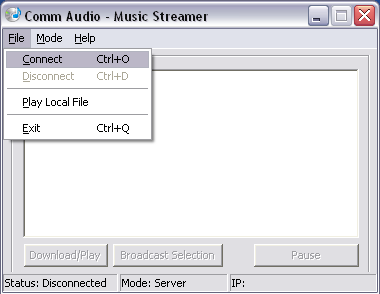 Comm Audio - Music Streamer
File Mode Help
Connect Ctrl+O
Disconnect Ctrl+D
Play Local File
Exit Ctrl+Q
Download/Play Broadcast Selection Pause
Status: Disconnected Mode: Server IP: